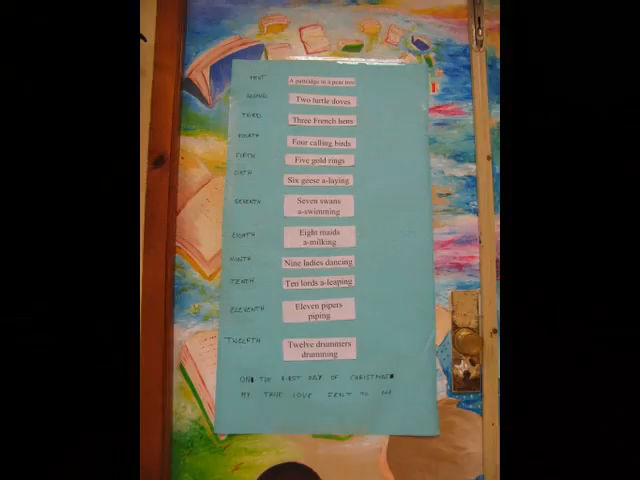 FIRST A partridge in a pear tree
SECOND Two turtle doves
THIRD Three French hens
FOURTH Four calling birds
FIFTH Five gold rings
SIXTH Six geese a-laying
SEVENTH Seven swans
a-swimming
EIGHTH Eight maids
a-milking
NINTH Nine ladies dancing
TENTH Ten lords a-leaping
ELEVENTH Eleven pipers
piping
TWELFTH Twelve drummers
drumming
ON THE FIRST DAY OF CHRISTMAS
MY TRUE LOVE SENT TO ME